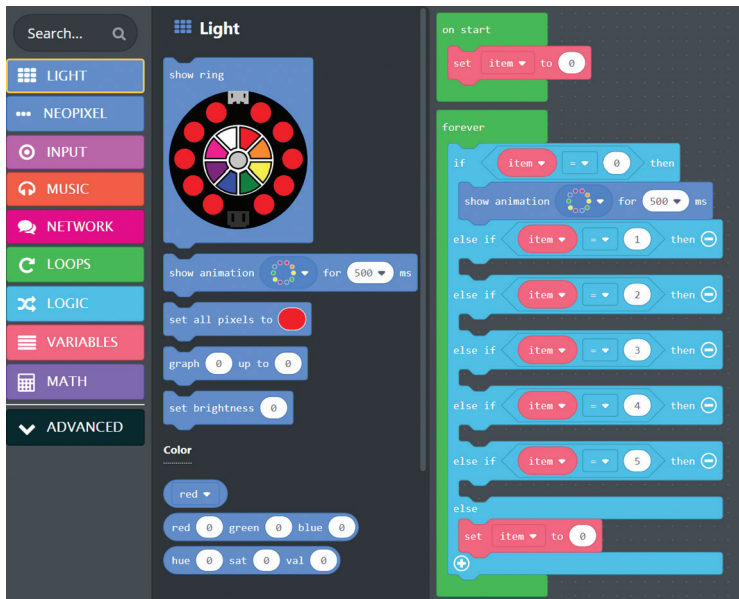 Search...
LIGHT
NEOPIXEL
INPUT
MUSIC
NETWORK
LOOPS
LOGIC
VARIABLES
MATH
ADVANCED
Light
show ring
show animation for 500 ms
set all pixels to
graph 0 up to 0
set brightness 0
Color
red
red 0 green 0 blue 0
hue 0 sat 0 val 0
on start
set item to 0
forever
if item = 0 then
show animation for 500 ms
else if item = 1 then
else if item = 2 then
else if item = 3 then
else if item = 4 then
else if item = 5 then
else
set item to 0